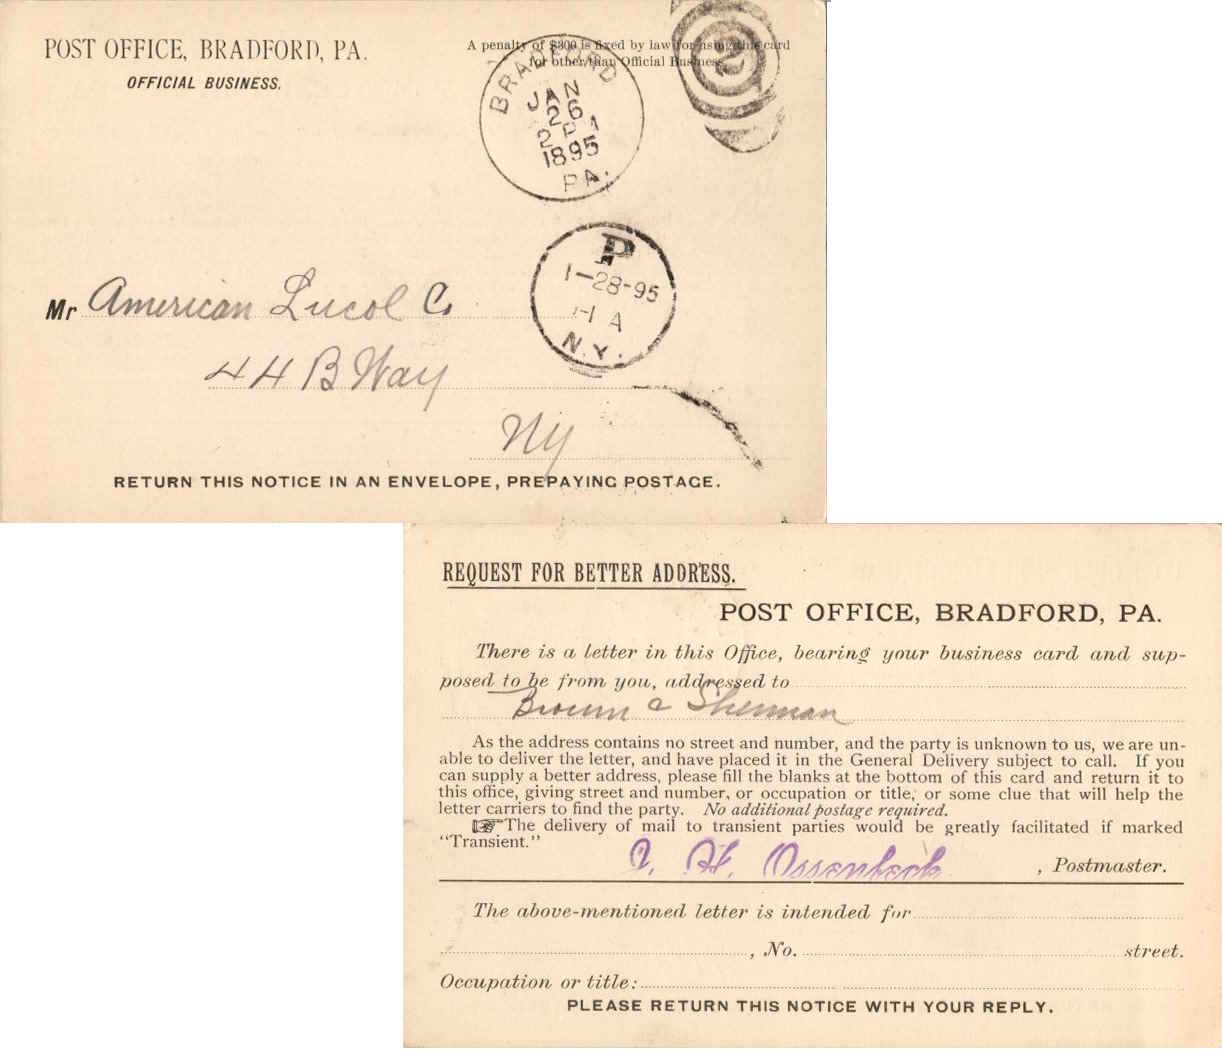 POST OFFICE, BRADFORD, PA.
OFFICIAL BUSINESS.
A penalty of $300 is fixed by law for using this card
for other than Official Business.
BRADFORD
JAN
26
2 P
1895
PA.
P
1-28-95
1 A
N.Y.
Mr American Lucol Co
44 B Way
NY
RETURN THIS NOTICE IN AN ENVELOPE, PREPAYING POSTAGE.
REQUEST FOR BETTER ADDRESS.
POST OFFICE, BRADFORD, PA.
There is a letter in this Office, bearing your business card and sup-
posed to be from you, addressed to
Brown & Sherman
As the address contains no street and number, and the party is unknown to us, we are un-
able to deliver the letter, and have placed it in the General Delivery subject to call. If you
can supply a better address, please fill the blanks at the bottom of this card and return it to
this office, giving street and number, or occupation or title, or some clue that will help the
letter carriers to find the party. No additional postage required.
☞The delivery of mail to transient parties would be greatly facilitated if marked
"Transient."
H. Ossenbeck , Postmaster.
The above-mentioned letter is intended for
, No. street.
Occupation or title:
PLEASE RETURN THIS NOTICE WITH YOUR REPLY.